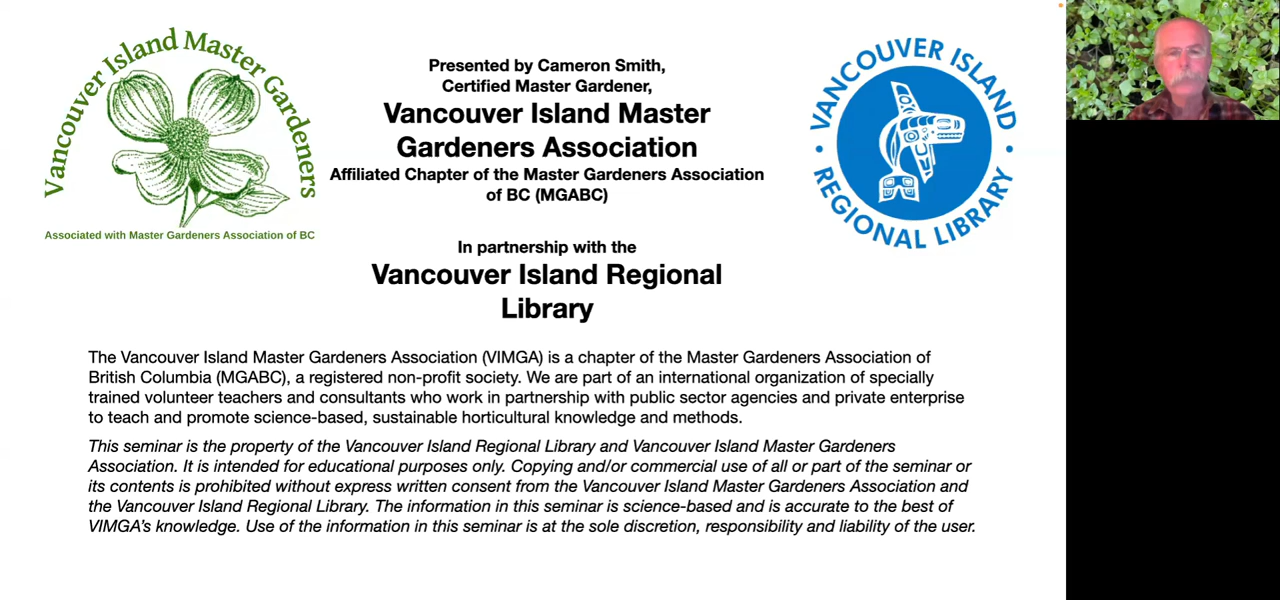 Vancouver Island Master Gardeners
Associated with Master Gardeners Association of BC
Presented by Cameron Smith,
Certified Master Gardener,
Vancouver Island Master
Gardeners Association
Affiliated Chapter of the Master Gardeners Association
of BC (MGABC)
In partnership with the
Vancouver Island Regional
Library
VANCOUVER ISLAND
• REGIONAL LIBRARY •
The Vancouver Island Master Gardeners Association (VIMGA) is a chapter of the Master Gardeners Association of
British Columbia (MGABC), a registered non-profit society. We are part of an international organization of specially
trained volunteer teachers and consultants who work in partnership with public sector agencies and private enterprise
to teach and promote science-based, sustainable horticultural knowledge and methods.
This seminar is the property of the Vancouver Island Regional Library and Vancouver Island Master Gardeners
Association. It is intended for educational purposes only. Copying and/or commercial use of all or part of the seminar or
its contents is prohibited without express written consent from the Vancouver Island Master Gardeners Association and
the Vancouver Island Regional Library. The information in this seminar is science-based and is accurate to the best of
VIMGA’s knowledge. Use of the information in this seminar is at the sole discretion, responsibility and liability of the user.